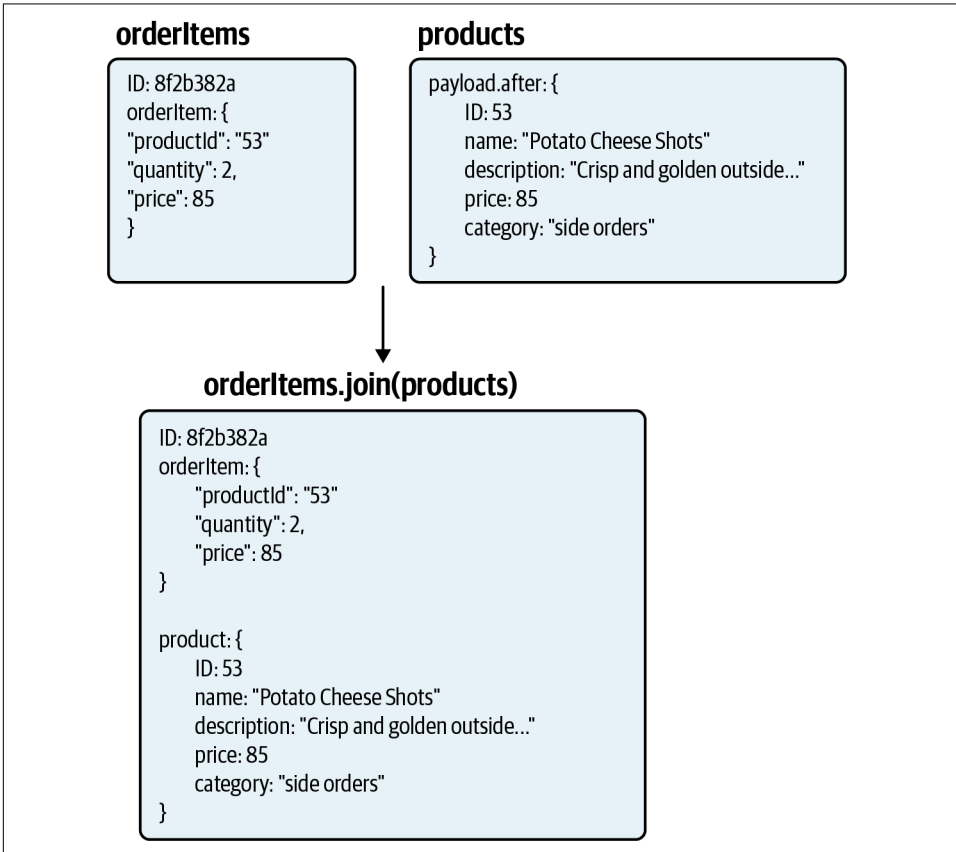 orderItems
ID: 8f2b382a
orderItem: {
"productId": "53"
"quantity": 2,
"price": 85
}
products
payload.after: {
ID: 53
name: "Potato Cheese Shots"
description: "Crisp and golden outside..."
price: 85
category: "side orders"
}
orderItems.join(products)
ID: 8f2b382a
orderItem: {
"productId": "53"
"quantity": 2,
"price": 85
}
product: {
ID: 53
name: "Potato Cheese Shots"
description: "Crisp and golden outside..."
price: 85
category: "side orders"
}